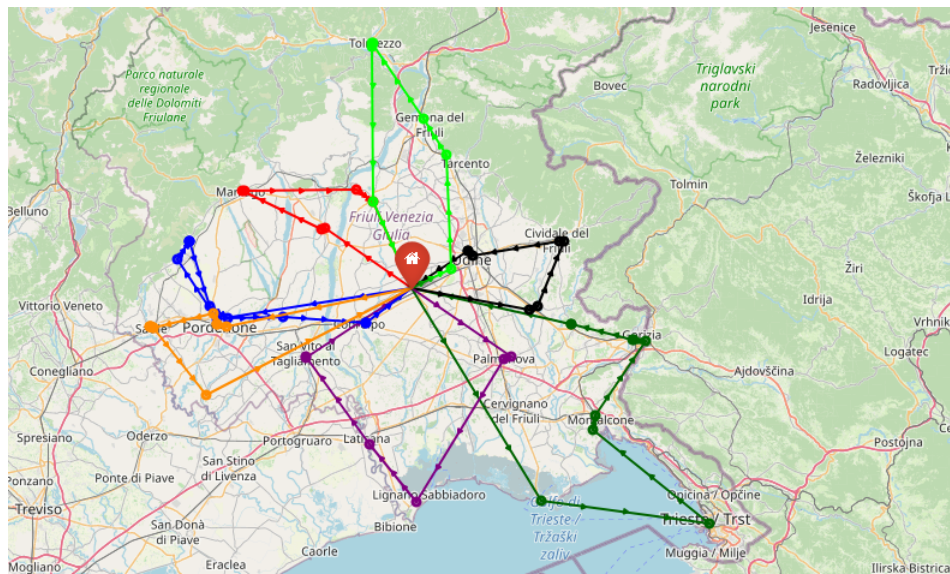 Jesenice
Tolmezzo
Bovec
Triglavski
narodni
park
Radovljica
Parco naturale
regionale
delle Dolomiti
Friulane
Gemona del
Friuli
Tarcento
Železniki
Tolmin
Škofja L
Belluno
Friuli Venezia
Giulia
Cividale del
Friuli
Udine
Žiri
Idrija
Vittorio Veneto
Vrhnik
Pordenone
Gorizia
Logatec
San Vito al
Tagliamento
Palmanova
Conegliano
Ajdovščina
Cervignano
del Friuli
Monfalcone
Spresiano
Oderzo
Portogruaro
Latisana
Postojna
San Stino
di Livenza
Ponte di Piave
Ponzano
Lignano Sabbiadoro
Opicina / Opčine
Treviso
Bibione
Golfo di
Trieste /
Tržaški
zaliv
Trieste / Trst
San Donà
di Piave
Caorle
Muggia / Milje
Mogliano
Eraclea
Ilirska Bistrica